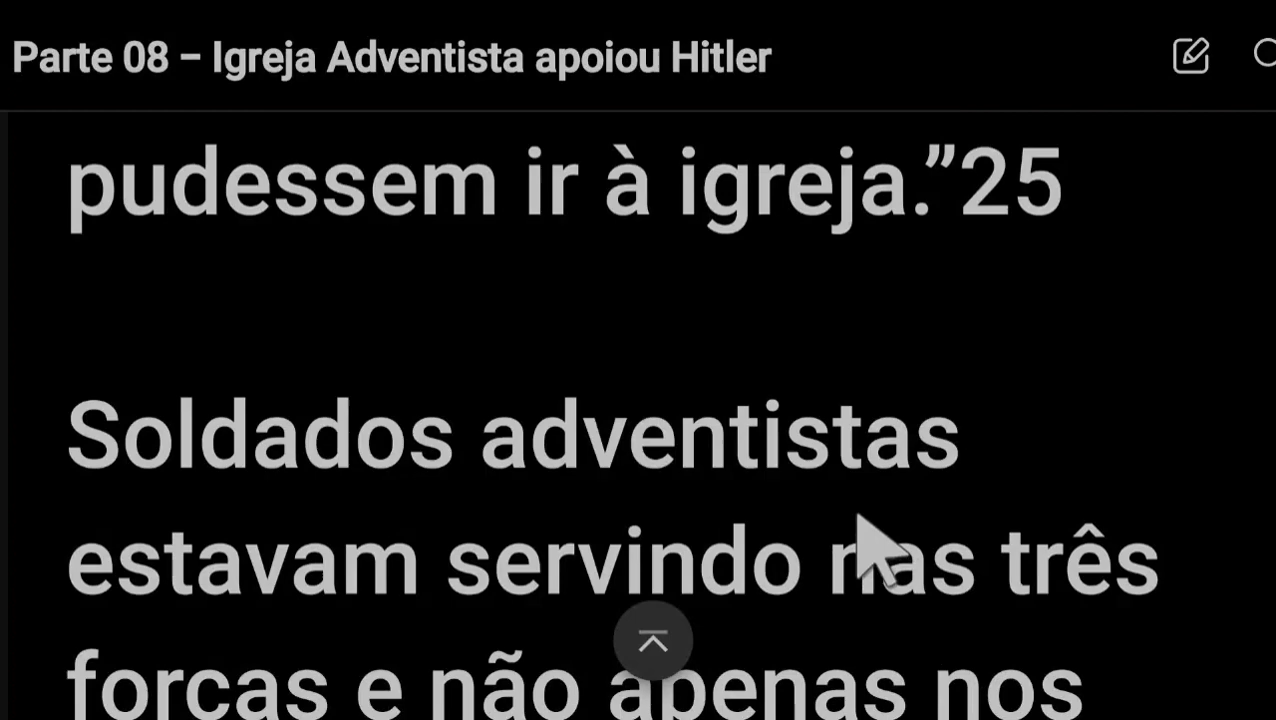 Parte 08 – Igreja Adventista apoiou Hitler
pudessem ir à igreja.”25
Soldados adventistas
estavam servindo nas três
forças e não apenas nos